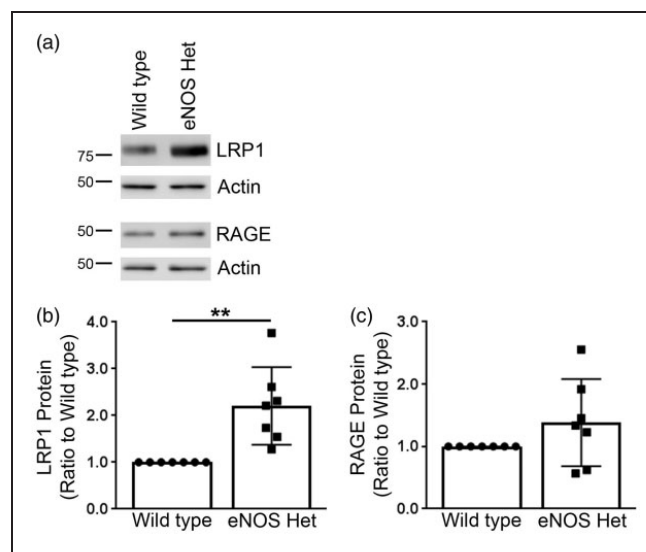 (a)
Wild type
eNOS Het
75
LRP1
50
Actin
50
RAGE
50
Actin
(b)
**
4.0
3.0
2.0
1.0
0.0
LRP1 Protein
(Ratio to Wild type)
Wild type
eNOS Het
(c)
3.0
2.0
1.0
0.0
RAGE Protein
(Ratio to Wild type)
Wild type
eNOS Het